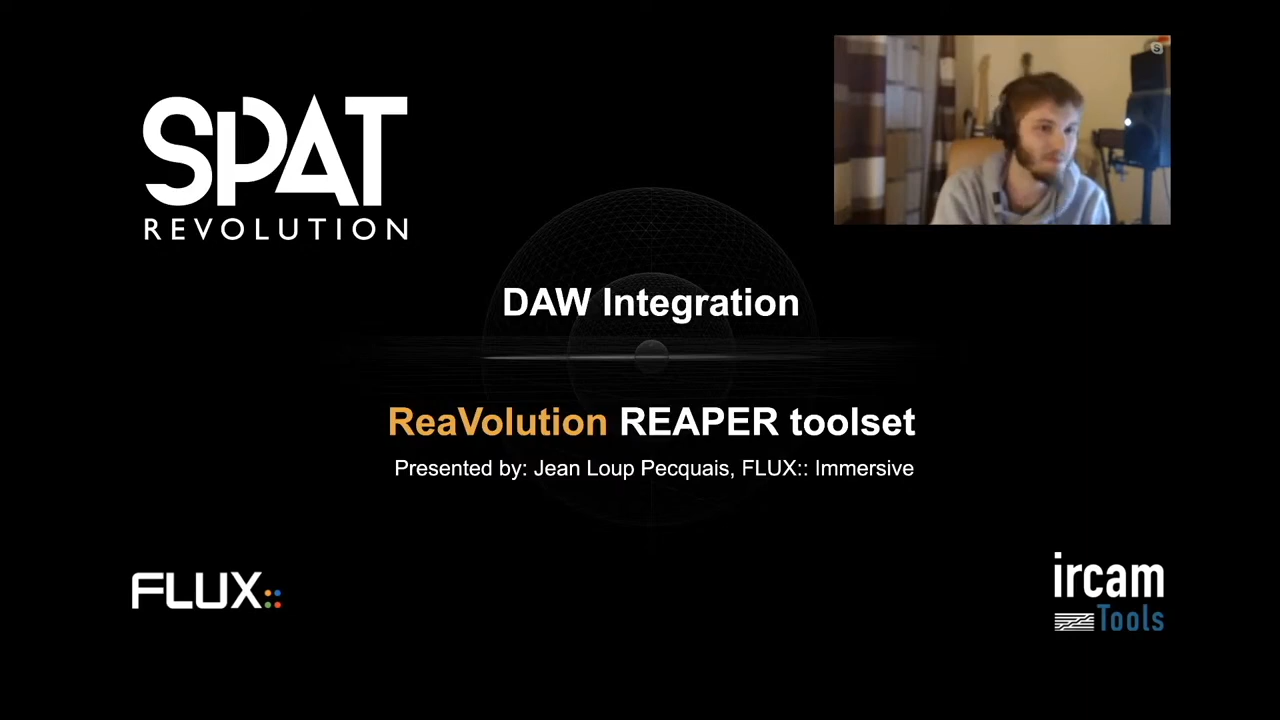 SPAT
REVOLUTION
DAW Integration
ReaVolution REAPER toolset
Presented by: Jean Loup Pecquais, FLUX:: Immersive
FLUX::
ircam
Tools